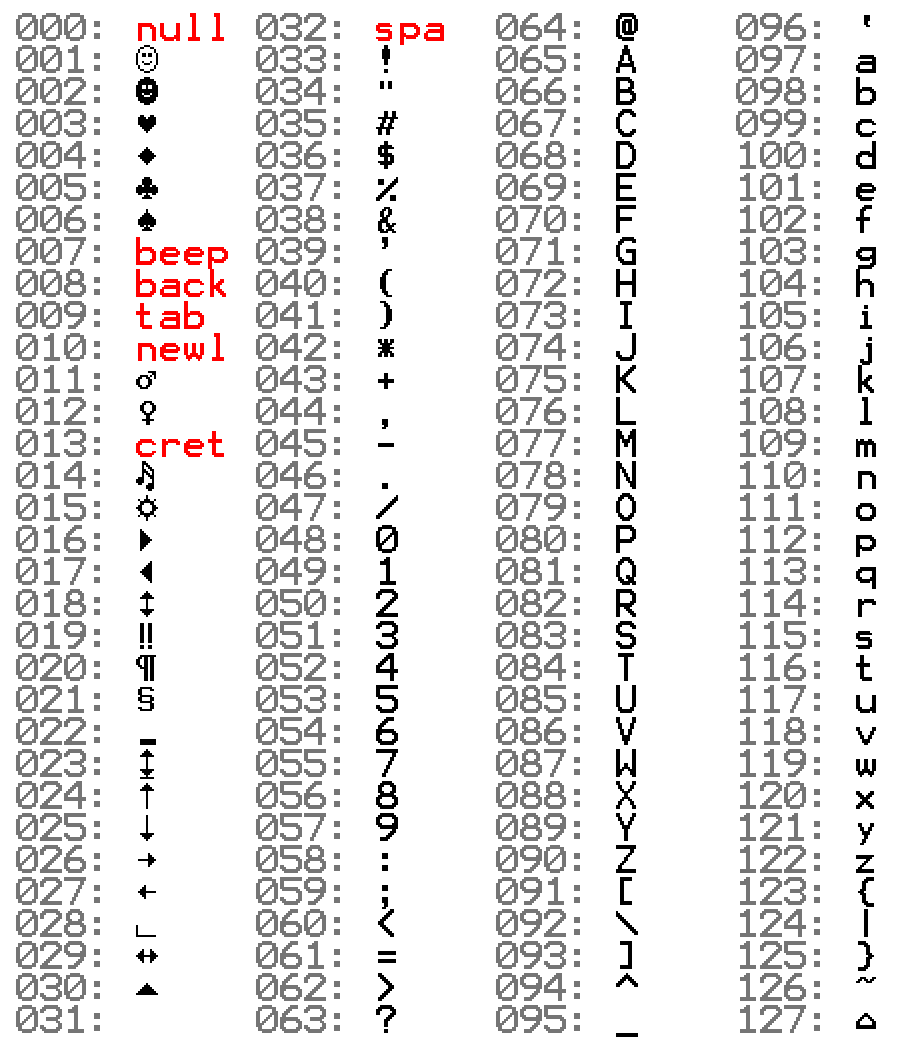 000: null 032: spa 064: @ 096: '
001: ☺ 033: ! 065: A 097: a
002: ☻ 034: " 066: B 098: b
003: ♥ 035: # 067: C 099: c
004: ♦ 036: $ 068: D 100: d
005: ♣ 037: % 069: E 101: e
006: ♠ 038: & 070: F 102: f
007: beep 039: ' 071: G 103: g
008: back 040: ( 072: H 104: h
009: tab 041: ) 073: I 105: i
010: newl 042: * 074: J 106: j
011: ♂ 043: + 075: K 107: k
012: ♀ 044: , 076: L 108: l
013: cret 045: - 077: M 109: m
014: ♫ 046: . 078: N 110: n
015: ☼ 047: / 079: O 111: o
016: ► 048: 0 080: P 112: p
017: ◄ 049: 1 081: Q 113: q
018: ↕ 050: 2 082: R 114: r
019: ‼ 051: 3 083: S 115: s
020: ¶ 052: 4 084: T 116: t
021: § 053: 5 085: U 117: u
022: ▬ 054: 6 086: V 118: v
023: ↨ 055: 7 087: W 119: w
024: ↑ 056: 8 088: X 120: x
025: ↓ 057: 9 089: Y 121: y
026: → 058: : 090: Z 122: z
027: ← 059: ; 091: [ 123: {
028: ∟ 060: < 092: \ 124: |
029: ↔ 061: = 093: ] 125: }
030: ▲ 062: > 094: ^ 126: ~
031: 063: ? 095: _ 127: ⌂